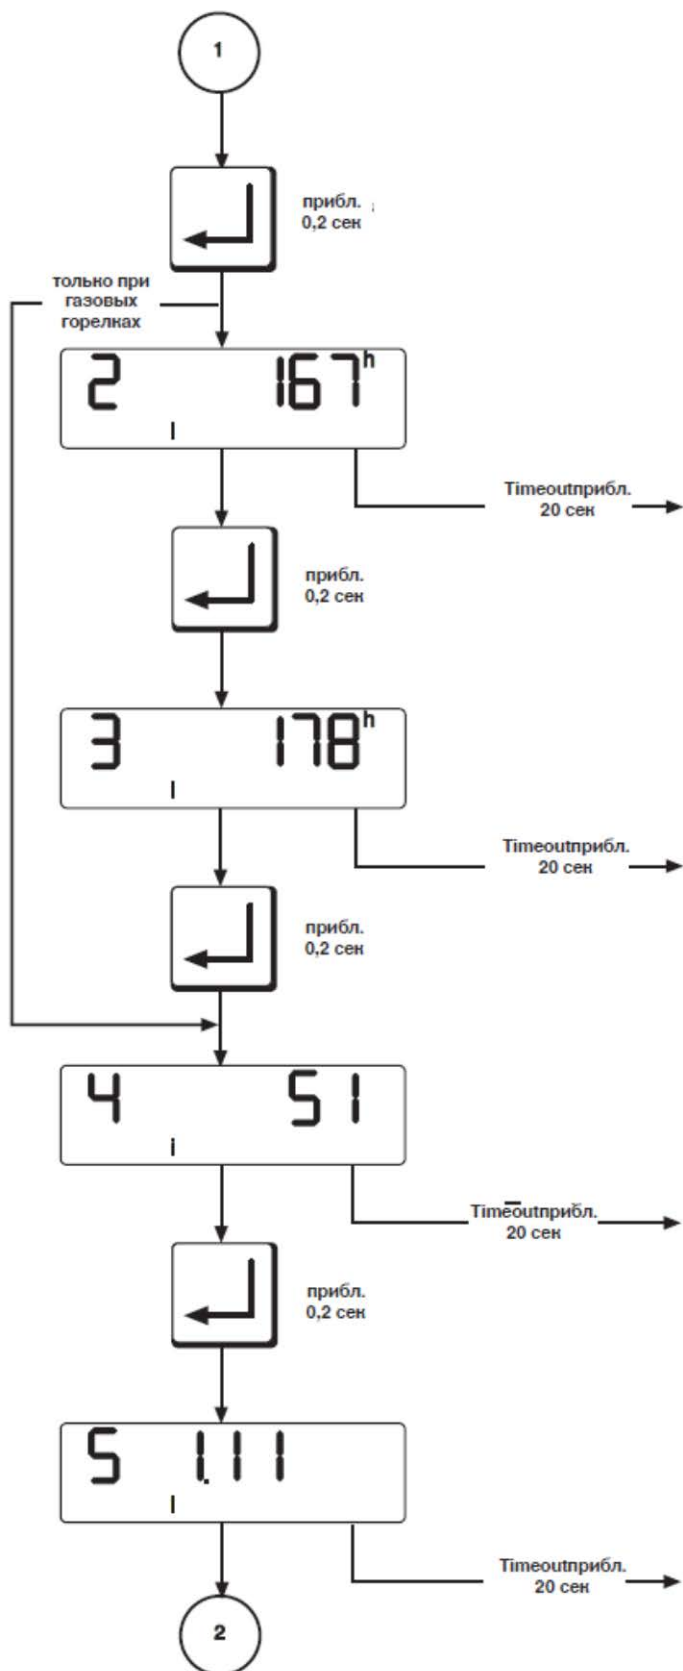 1
прибл.
0,2 сек
только при
газовых
горелках
2 167 h
I
Timeoutприбл.
20 сек
прибл.
0,2 сек
3 178 h
I
Timeoutприбл.
20 сек
прибл.
0,2 сек
4 51
i
Timeoutприбл.
20 сек
прибл.
0,2 сек
5 1.11
I
Timeoutприбл.
20 сек
2